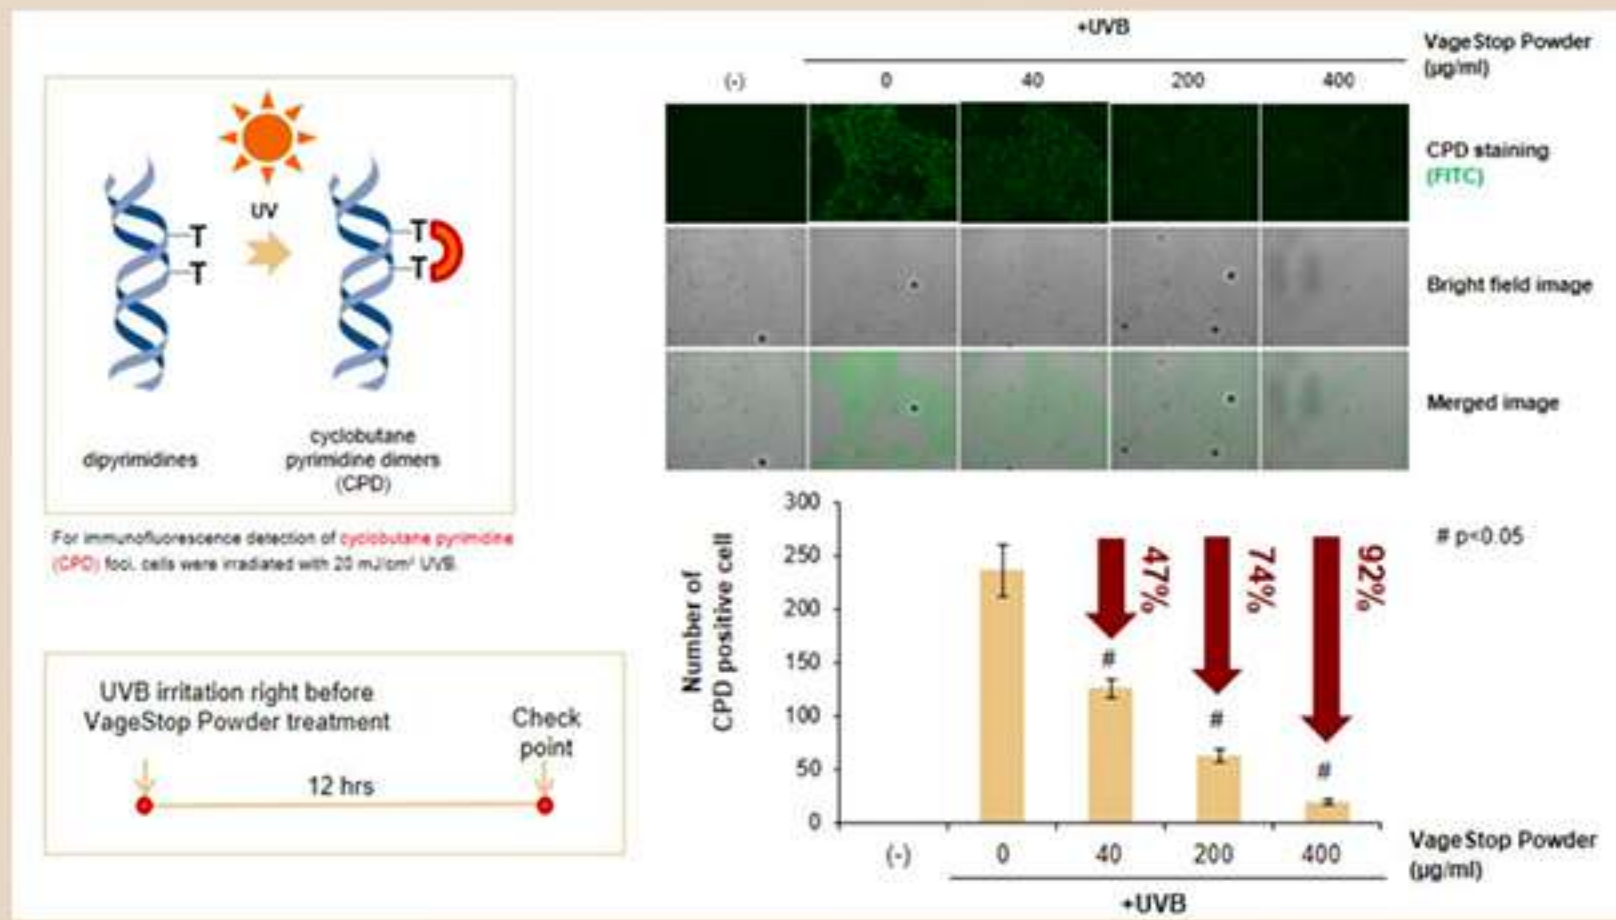 UV
T
T
T
T
dipyrimidines
cyclobutane
pyrimidine dimers
(CPD)
For immunofluorescence detection of cyclobutane pyrimidine
(CPD) foci, cells were irradiated with 20 mJ/cm² UVB.
UVB irritation right before
VageStop Powder treatment
Check
point
12 hrs
+UVB
VageStop Powder
(μg/ml)
(-) 0 40 200 400
CPD staining
(FITC)
Bright field image
Merged image
Number of
CPD positive cell
300
250
200
150
100
50
0
47%
74%
92%
# p<0.05
#
#
#
(-) 0 40 200 400
VageStop Powder
(μg/ml)
+UVB